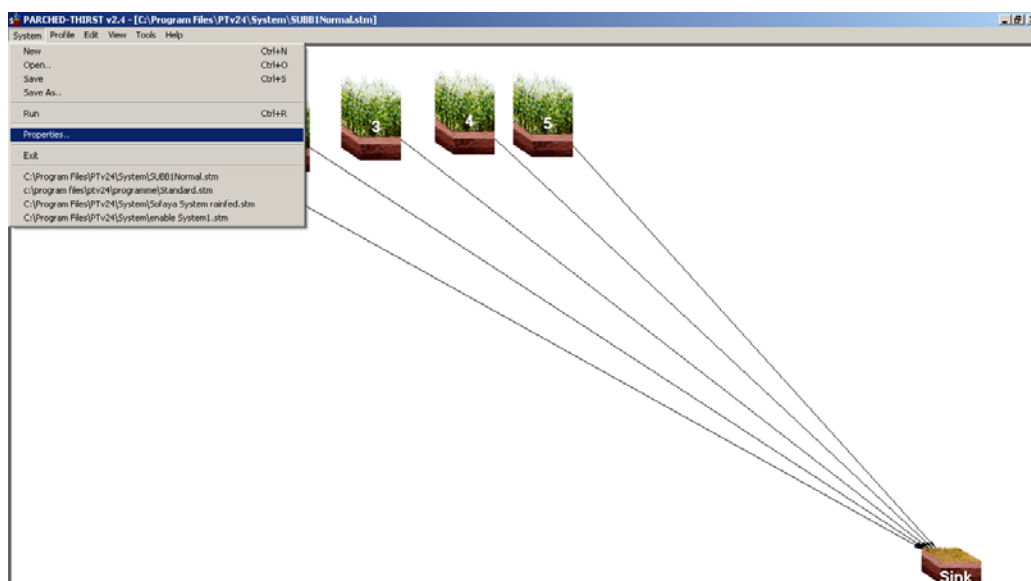 PARCHED-THIRST v2.4 - [C:\Program Files\PTv24\System\SUBB1Normal.stm]
System Profile Edit View Tools Help
New Ctrl+N
Open.. Ctrl+O
Save Ctrl+S
Save As..
Run Ctrl+R
Properties..
Exit
C:\Program Files\PTv24\System\SUBB1Normal.stm
c:\program files\ptv24\programme\Standard.stm
C:\Program Files\PTv24\System\Sofaya System rainfed.stm
C:\Program Files\PTv24\System\enable System1.stm
3
4
5
Sink